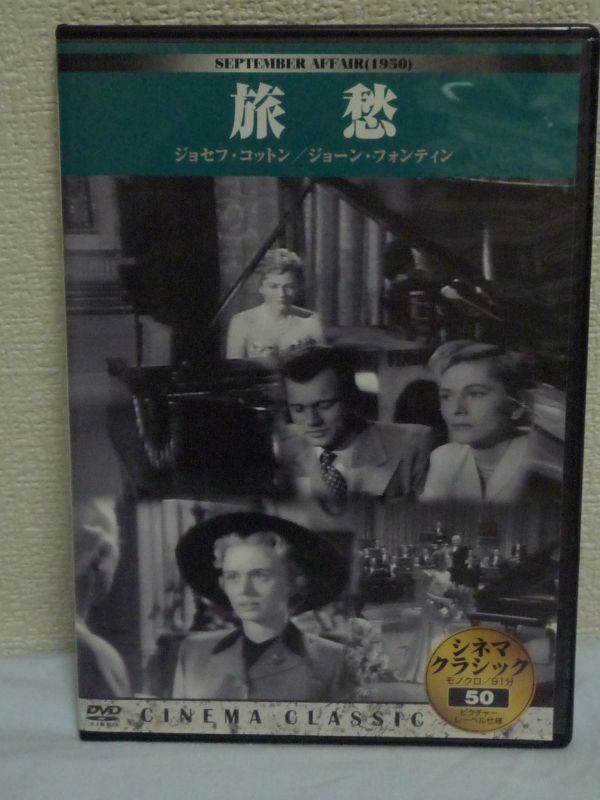 SEPTEMBER AFFAIR(1950)
旅愁
ジョセフ・コットン/ジョーン・フォンティン
シネマ
クラシック
モノクロ/91分
50
ピクチャー
レーベル仕様
DVD
CINEMA CLASSIC